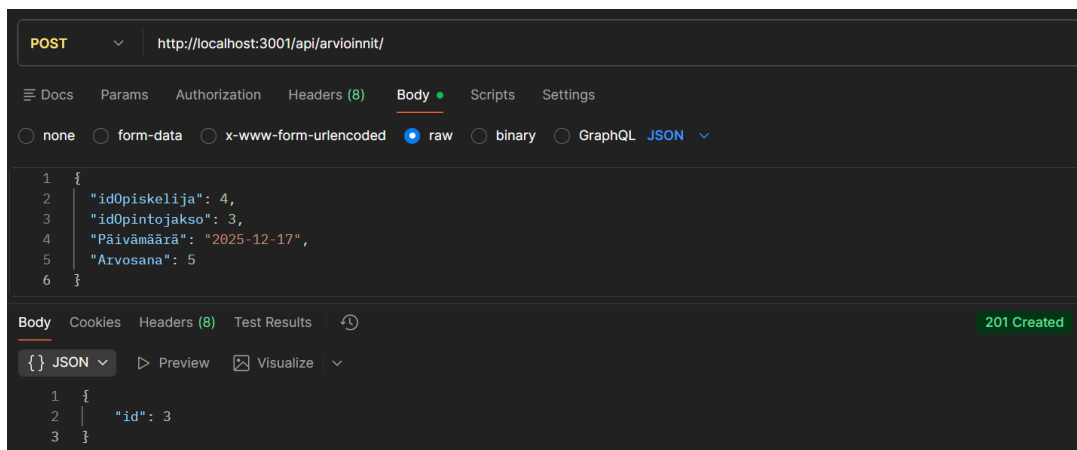 POST http://localhost:3001/api/arvioinnit/
Docs Params Authorization Headers (8) Body Scripts Settings
none form-data x-www-form-urlencoded raw binary GraphQL JSON
1 {
2 "idOpiskelija": 4,
3 "idOpintojakso": 3,
4 "Päivämäärä": "2025-12-17",
5 "Arvosana": 5
6 }
Body Cookies Headers (8) Test Results 201 Created
{} JSON Preview Visualize
1 {
2 "id": 3
3 }